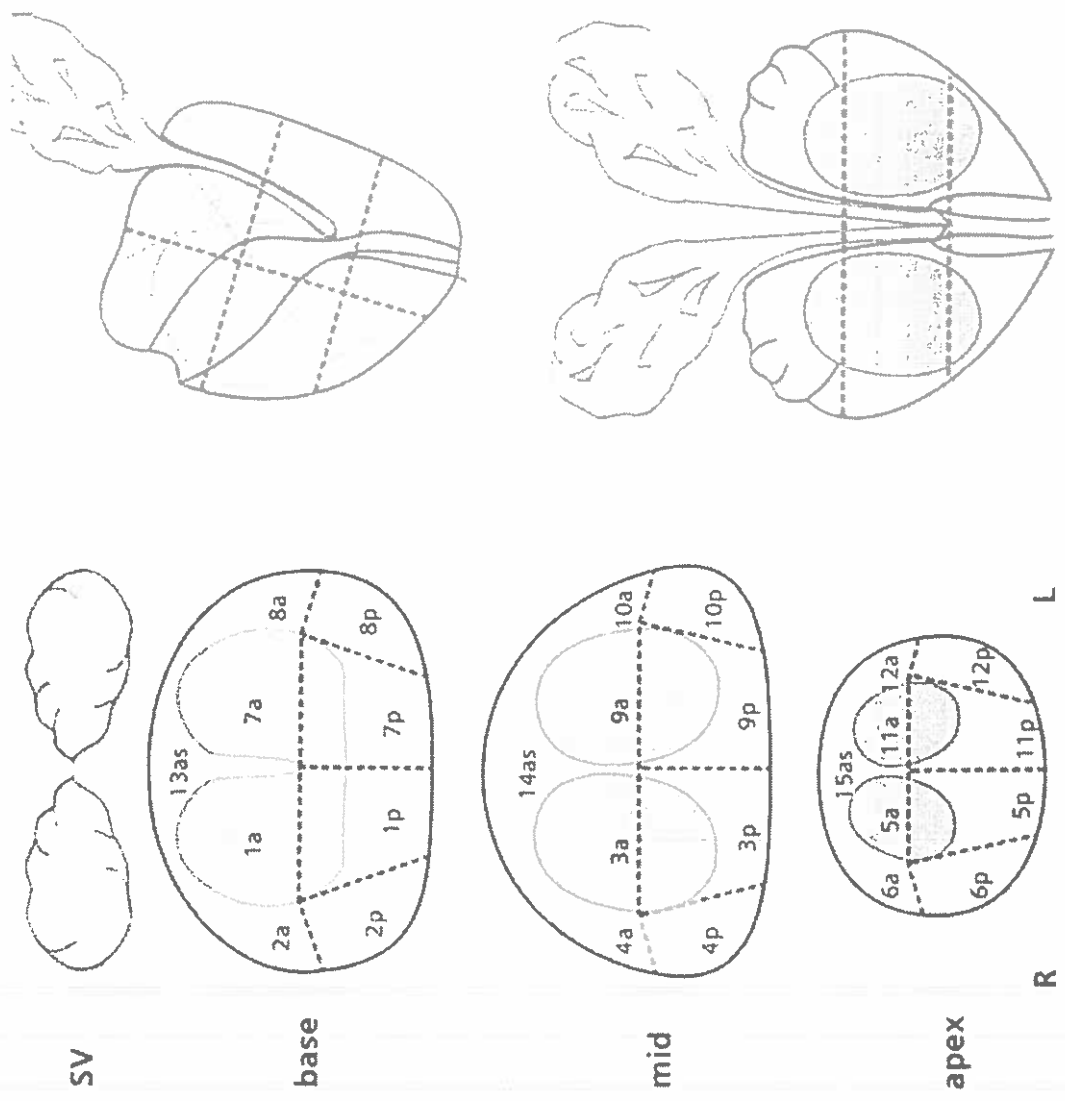 SV
base
13as
2a 1a 7a 8a
2p 1p 7p 8p
mid
14as
4a 3a 9a 10a
4p 3p 9p 10p
apex
15as
6a 5a 11a 12a
6p 5p 11p 12p
R L